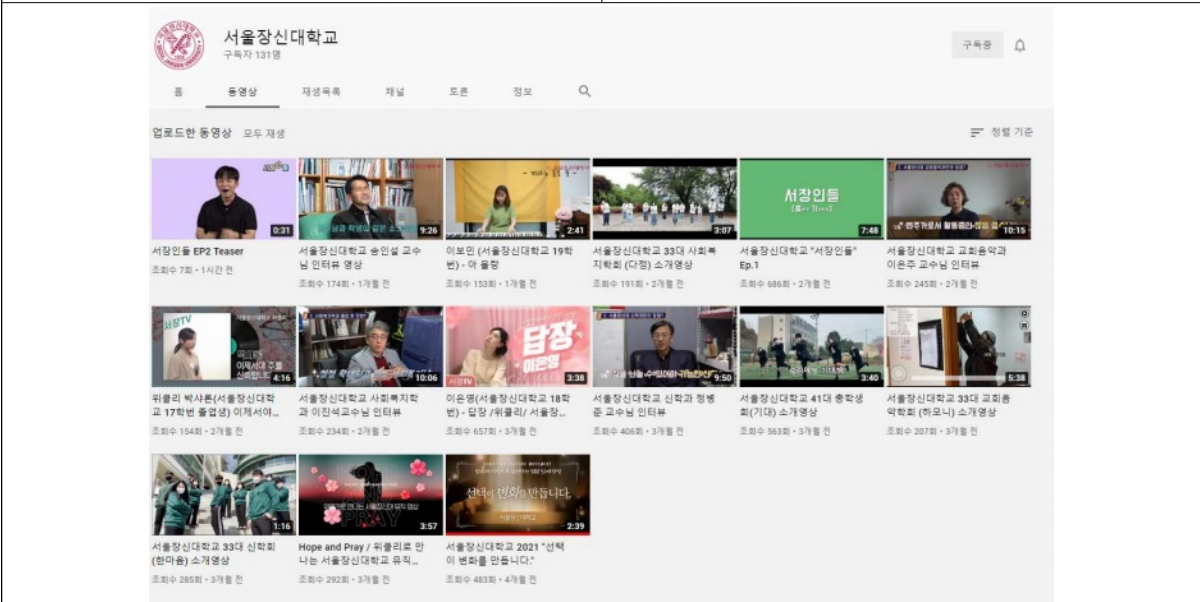 서울장신대학교
구독자 131명
구독중
홈 동영상 재생목록 채널 토론 정보
업로드한 동영상 모두 재생 정렬 기준
0:31
서장인들 EP2 Teaser
조회수 7회 • 1시간 전
9:26
서울장신대학교 송인설 교수
님 인터뷰 영상
조회수 174회 • 1개월 전
2:41
이보민 (서울장신대학교 19학
번) - 아 몰랑
조회수 153회 • 1개월 전
3:07
서울장신대학교 33대 사회복
지학회 (다정) 소개영상
조회수 191회 • 2개월 전
서장인들
7:48
서울장신대학교 "서장인들"
Ep.1
조회수 686회 • 2개월 전
10:15
서울장신대학교 교회음악과
이은주 교수님 인터뷰
조회수 245회 • 2개월 전
서장TV
이제서야 주를
4:16
위클리 박샤론(서울장신대학
교 17학번 졸업생) 이제서야...
조회수 154회 • 2개월 전
10:06
서울장신대학교 사회복지학
과 이진석교수님 인터뷰
조회수 234회 • 2개월 전
답장
이은영
서장TV
3:38
이은영(서울장신대학교 18학
번) - 답장 /위클리/ 서울장...
조회수 657회 • 3개월 전
9:50
서울장신대학교 신학과 정병
준 교수님 인터뷰
조회수 406회 • 3개월 전
3:40
서울장신대학교 41대 총학생
회(기대) 소개영상
조회수 563회 • 3개월 전
5:38
서울장신대학교 33대 교회음
악학회 (하모니) 소개영상
조회수 207회 • 3개월 전
1:16
서울장신대학교 33대 신학회
(한마음) 소개영상
조회수 285회 • 3개월 전
HOPE
AND
PRAY
3:57
Hope and Pray / 위클리로 만
나는 서울장신대학교 뮤직...
조회수 292회 • 3개월 전
선택이 변화를 만듭니다.
서울장신대학교
2:39
서울장신대학교 2021 "선택
이 변화를 만듭니다."
조회수 483회 • 4개월 전